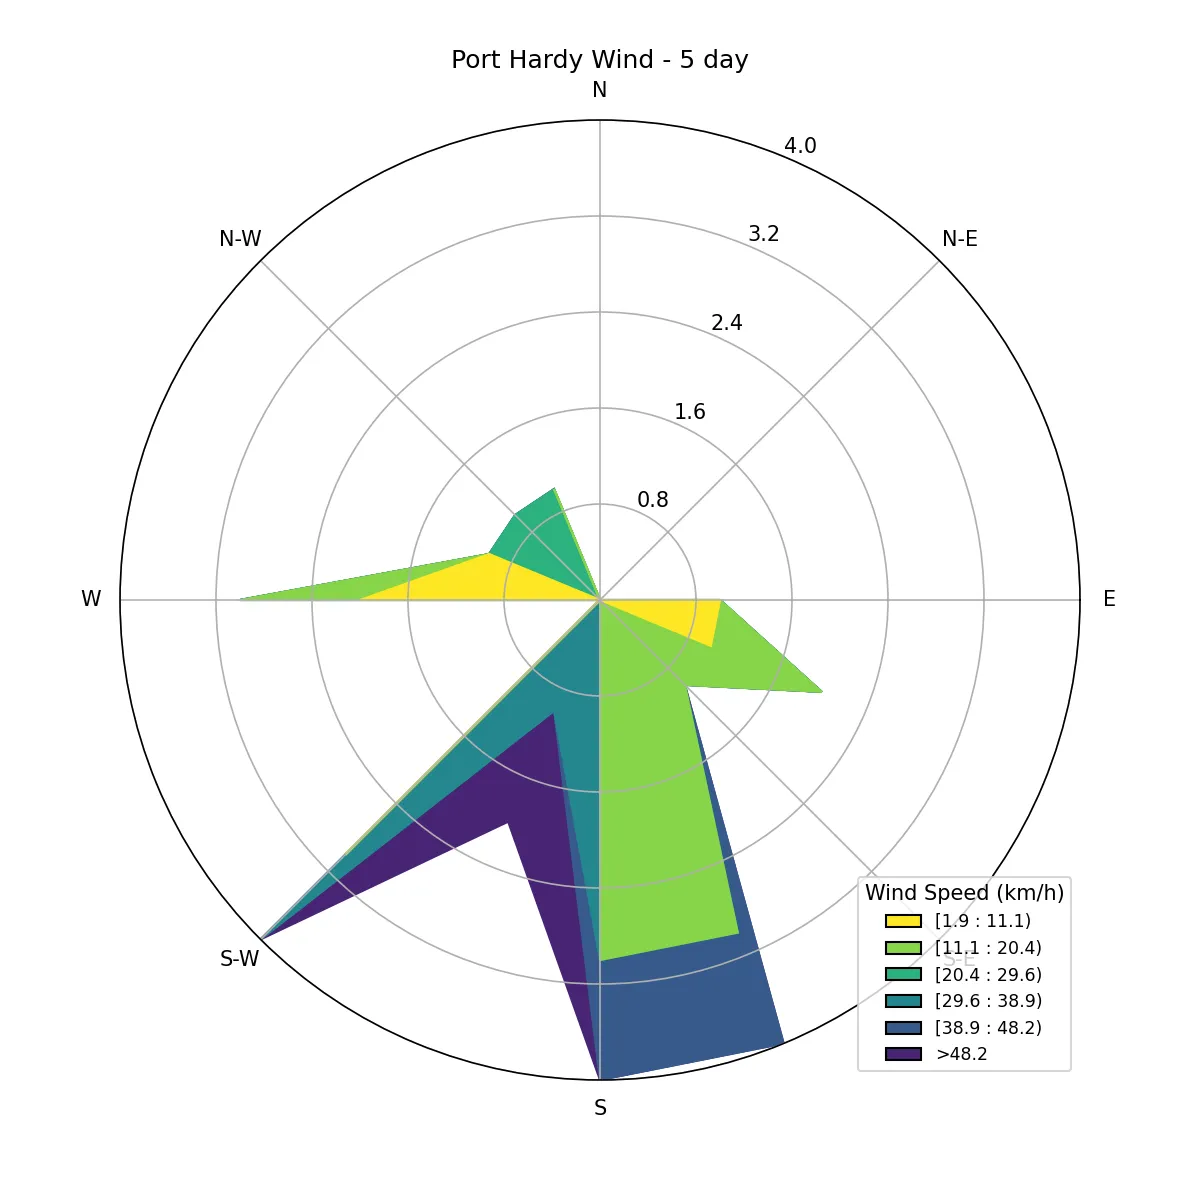 Port Hardy Wind - 5 day
N
4.0
N-W
3.2
N-E
2.4
1.6
0.8
W
E
Wind Speed (km/h)
[1.9 : 11.1)
[11.1 : 20.4)
S-W
S-E
[20.4 : 29.6)
[29.6 : 38.9)
[38.9 : 48.2)
>48.2
S